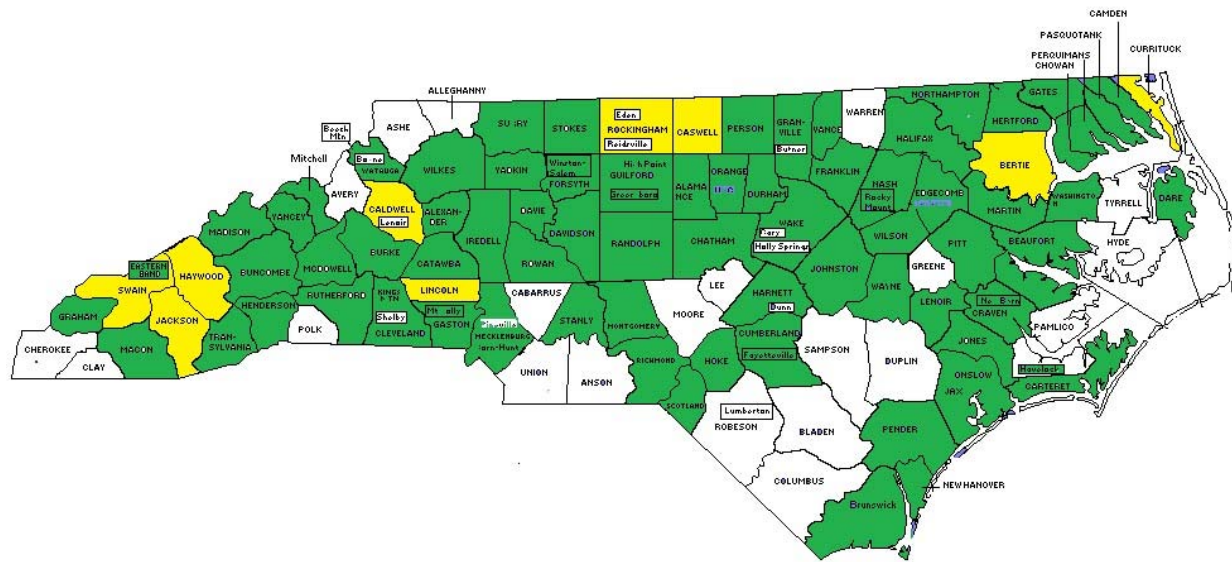 CAMDEN
PASQUOTANK
PERQUIMANS
CHOWAN
CURRITUCK
ALLEGHANNY
ASHE
STOKES
Eden
ROCKINGHAM
Reidsville
CASWELL
PERSON
GRAN-
VILLE
Butner
VANCE
WARREN
NORTHAMPTON
GATES
HERTFORD
HALIFAX
BERTIE
Beech
Mtn
Mitchell
WATAUGA
WILKES
YADKIN
Winston-
Salem
FORSYTH
GUILFORD
ALAMA
NCE
ORANGE
DURHAM
FRANKLIN
NASH
Rocky
Mount
EDGECOMB
MARTIN
WASHINGTO
N
TYRRELL
DARE
AVERY
CALDWELL
Lenoir
ALEXAN-
DER
DAVIE
DAVIDSON
IREDELL
RANDOLPH
CHATHAM
WAKE
Cary
Holly Springs
WILSON
PITT
BEAUFORT
HYDE
YANCEY
MADISON
BUNCOMBE
MCDOWELL
BURKE
CATAWBA
ROWAN
JOHNSTON
GREENE
EASTERN
BAND
HAYWOOD
SWAIN
JACKSON
HENDERSON
RUTHERFORD
Shelby
CLEVELAND
LINCOLN
GASTON
CABARRUS
STANLY
MONTGOMERY
MOORE
LEE
HARNETT
Dunn
WAYNE
LENOIR
CRAVEN
PAMLICO
GRAHAM
MACON
TRAN-
SYLVANIA
POLK
Pineville
MECKLENBURG
CUMBERLAND
Fayetteville
SAMPSON
DUPLIN
JONES
Havelock
CARTERET
CHEROKEE
CLAY
UNION
ANSON
RICHMOND
HOKE
SCOTLAND
ONSLOW
JAX
Lumberton
ROBESON
BLADEN
PENDER
COLUMBUS
NEW HANOVER
Brunswick